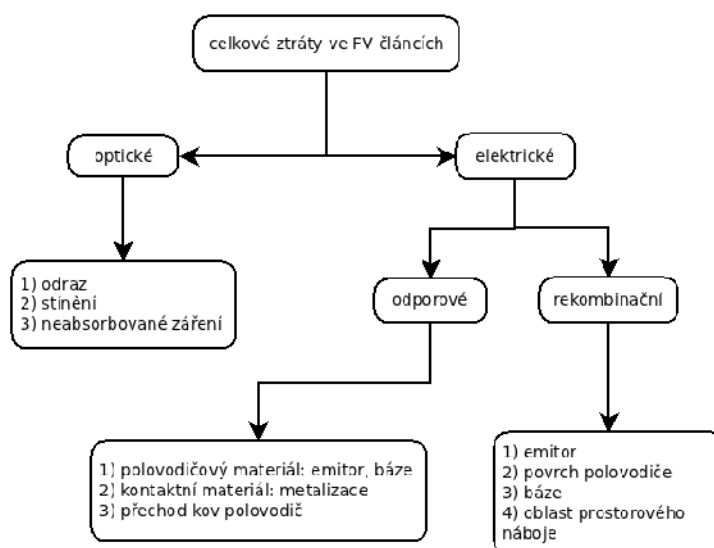 celkové ztráty ve FV článcích
optické
elektrické
1) odraz
2) stínění
3) neabsorbované záření
odporové
rekombinační
1) polovodičový materiál: emitor, báze
2) kontaktní materiál: metalizace
3) přechod kov polovodič
1) emitor
2) povrch polovodiče
3) báze
4) oblast prostorového
náboje